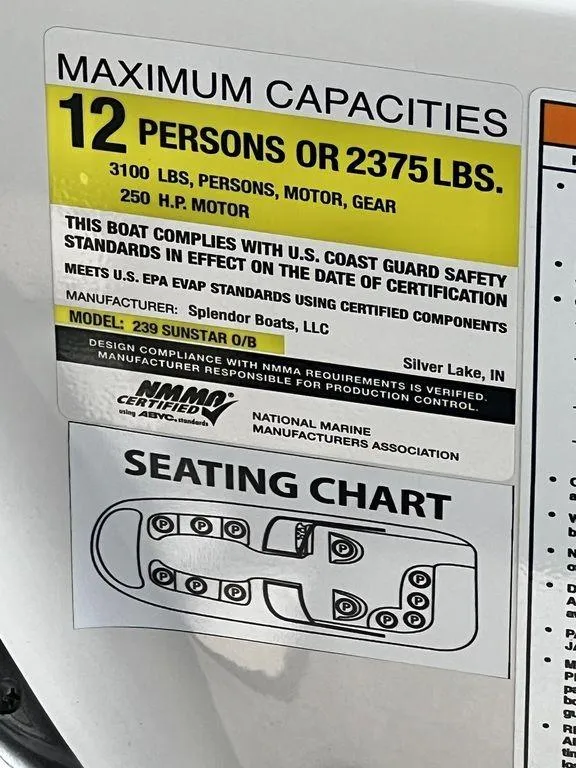 MAXIMUM CAPACITIES
12 PERSONS OR 2375 LBS.
3100 LBS, PERSONS, MOTOR, GEAR
250 H.P. MOTOR
THIS BOAT COMPLIES WITH U.S. COAST GUARD SAFETY
STANDARDS IN EFFECT ON THE DATE OF CERTIFICATION
MEETS U.S. EPA EVAP STANDARDS USING CERTIFIED COMPONENTS
MANUFACTURER: Splendor Boats, LLC
MODEL: 239 SUNSTAR O/B
Silver Lake, IN
DESIGN COMPLIANCE WITH NMMA REQUIREMENTS IS VERIFIED.
MANUFACTURER RESPONSIBLE FOR PRODUCTION CONTROL.
NMMA
CERTIFIED
using ABYC standards
NATIONAL MARINE
MANUFACTURERS ASSOCIATION
SEATING CHART
P P P P
P P P P P P P P P